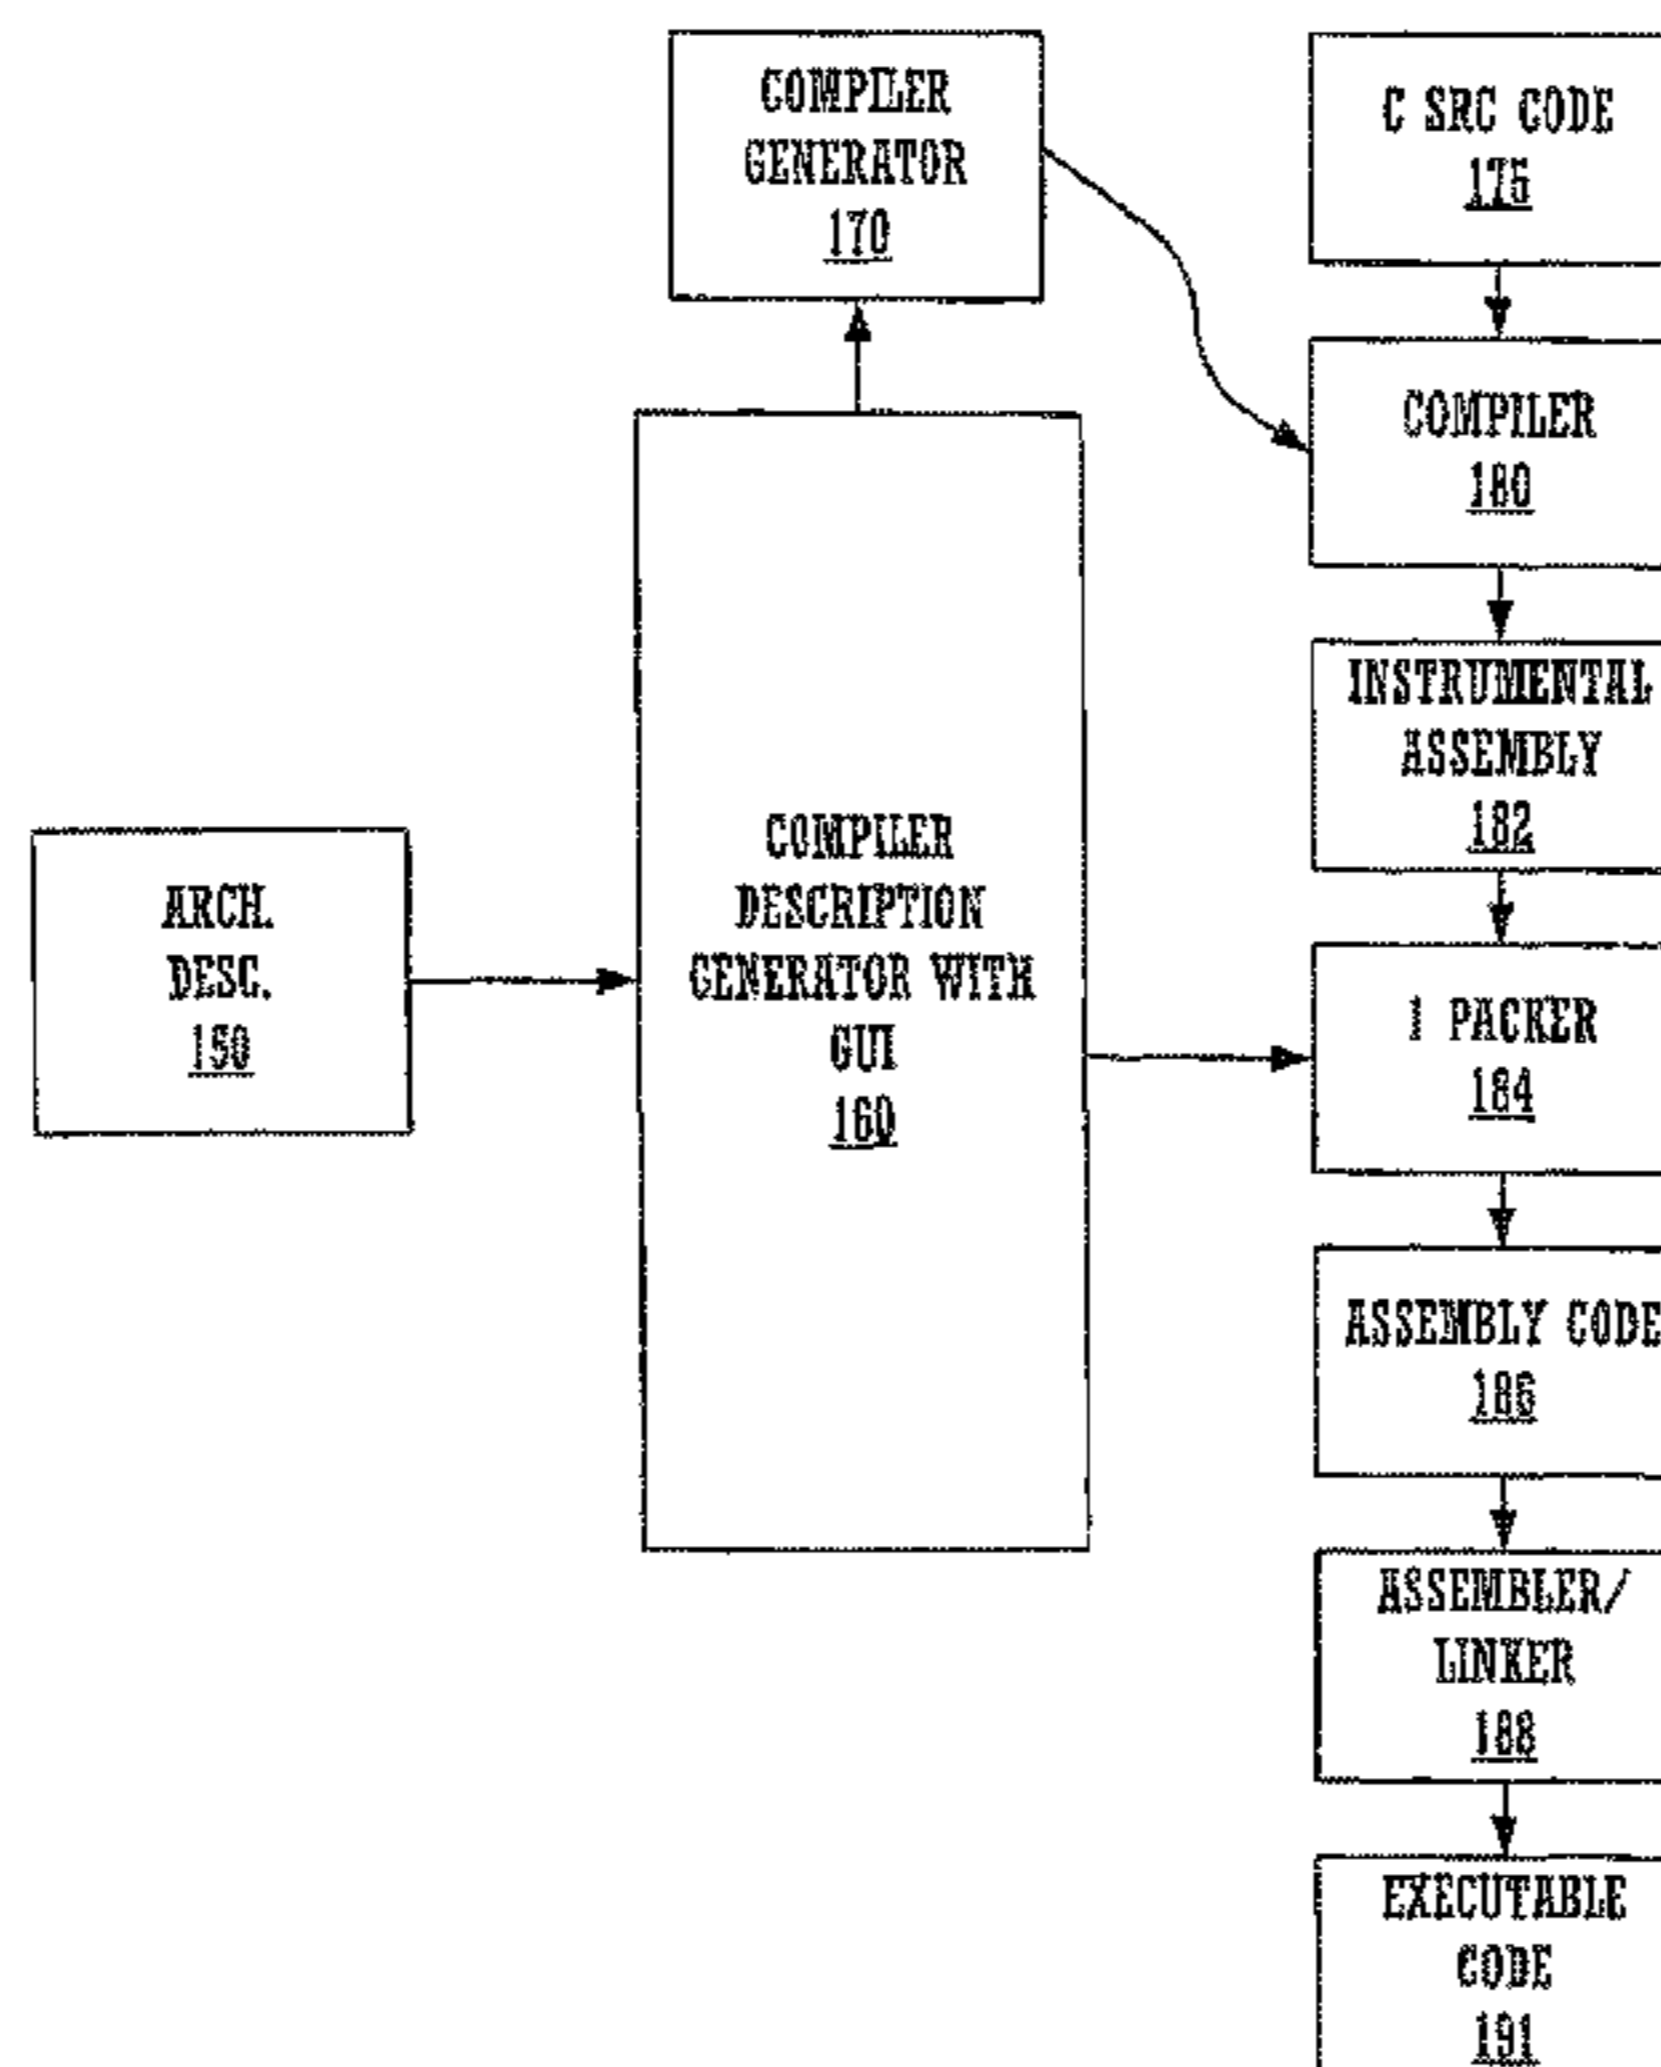 COMPILER
GENERATOR
170
C SRC CODE
175
COMPILER
180
INSTRUMENTAL
ASSEMBLY
182
ARCH.
DESC.
150
COMPILER
DESCRIPTION
GENERATOR WITH
GUI
160
I PACKER
184
ASSEMBLY CODE
186
ASSEMBLER/
LINKER
188
EXECUTABLE
CODE
191